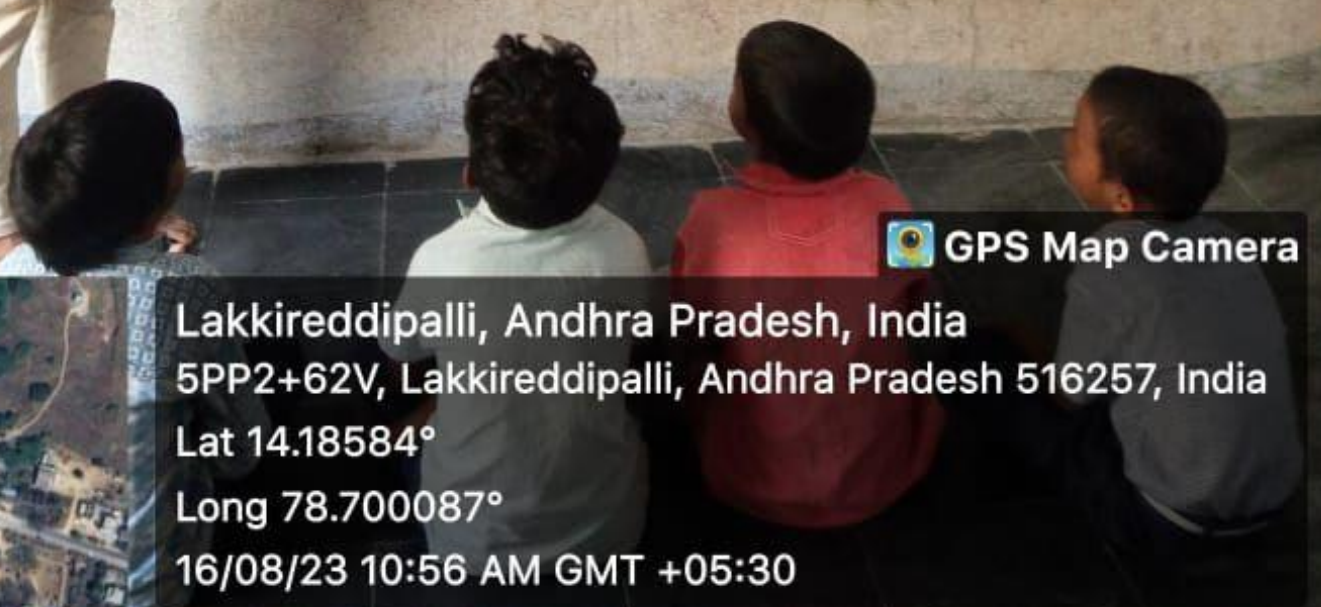 GPS Map Camera
Lakkireddipalli, Andhra Pradesh, India
5PP2+62V, Lakkireddipalli, Andhra Pradesh 516257, India
Lat 14.18584°
Long 78.700087°
16/08/23 10:56 AM GMT +05:30